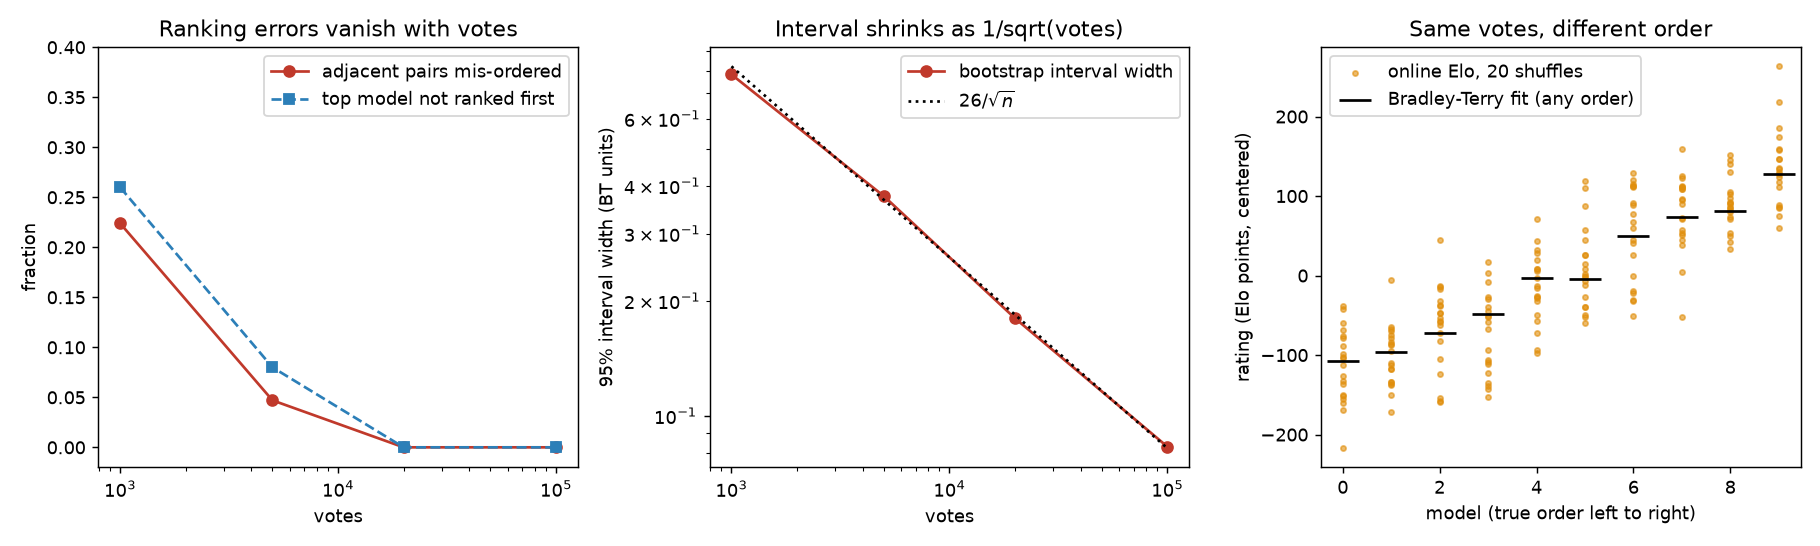 Ranking errors vanish with votes
adjacent pairs mis-ordered
top model not ranked first
fraction
0.40
0.35
0.30
0.25
0.20
0.15
0.10
0.05
0.00
10³
10⁴
10⁵
votes
Interval shrinks as 1/sqrt(votes)
bootstrap interval width
26/√n
95% interval width (BT units)
6 × 10⁻¹
4 × 10⁻¹
3 × 10⁻¹
2 × 10⁻¹
10⁻¹
10³
10⁴
10⁵
votes
Same votes, different order
online Elo, 20 shuffles
Bradley-Terry fit (any order)
rating (Elo points, centered)
200
100
0
−100
−200
0
2
4
6
8
model (true order left to right)